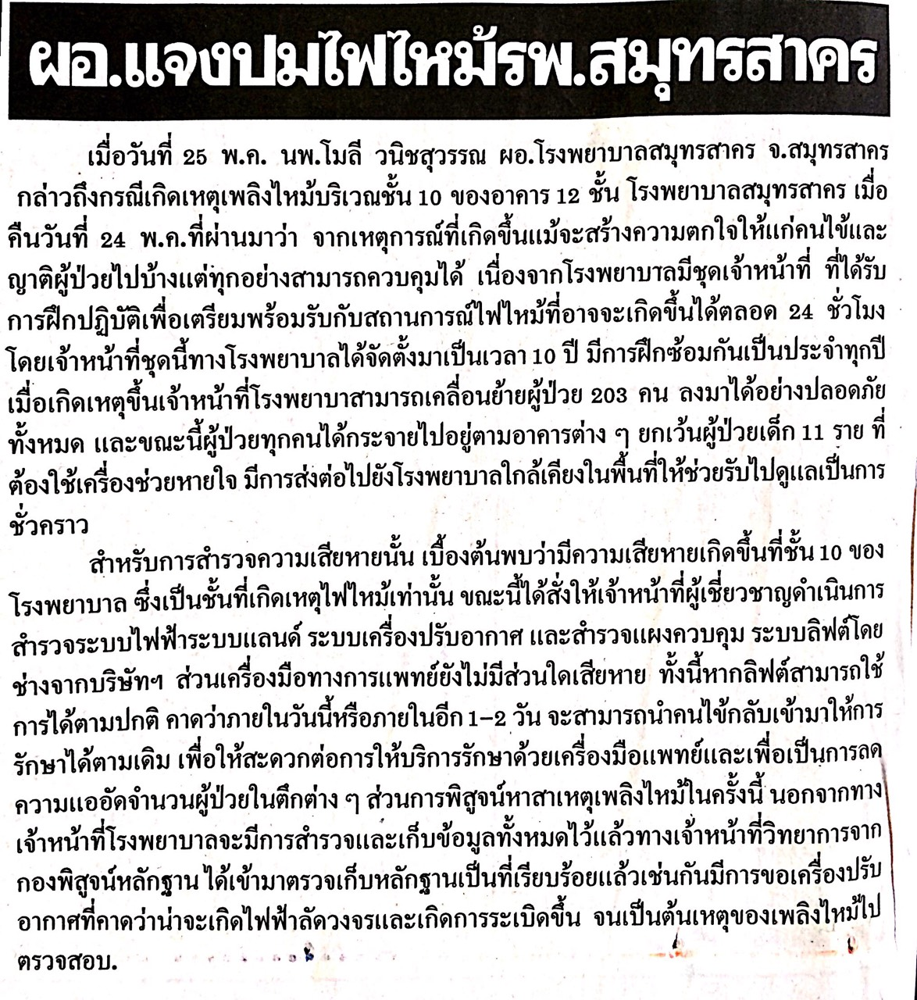 ผอ.แจงปมไฟไหม้รพ.สมุทรสาคร
เมื่อวันที่ 25 พ.ค. นพ.โมลี วนิชสุวรรณ ผอ.โรงพยาบาลสมุทรสาคร จ.สมุทรสาคร
กล่าวถึงกรณีเกิดเหตุเพลิงไหม้บริเวณชั้น 10 ของอาคาร 12 ชั้น โรงพยาบาลสมุทรสาคร เมื่อ
คืนวันที่ 24 พ.ค.ที่ผ่านมาว่า จากเหตุการณ์ที่เกิดขึ้นแม้จะสร้างความตกใจให้แก่คนไข้และ
ญาติผู้ป่วยไปบ้างแต่ทุกอย่างสามารถควบคุมได้ เนื่องจากโรงพยาบาลมีชุดเจ้าหน้าที่ ที่ได้รับ
การฝึกปฏิบัติเพื่อเตรียมพร้อมรับกับสถานการณ์ไฟไหม้ที่อาจจะเกิดขึ้นได้ตลอด 24 ชั่วโมง
โดยเจ้าหน้าที่ชุดนี้ทางโรงพยาบาลได้จัดตั้งมาเป็นเวลา 10 ปี มีการฝึกซ้อมกันเป็นประจำทุกปี
เมื่อเกิดเหตุขึ้นเจ้าหน้าที่โรงพยาบาสามารถเคลื่อนย้ายผู้ป่วย 203 คน ลงมาได้อย่างปลอดภัย
ทั้งหมด และขณะนี้ผู้ป่วยทุกคนได้กระจายไปอยู่ตามอาคารต่าง ๆ ยกเว้นผู้ป่วยเด็ก 11 ราย ที่
ต้องใช้เครื่องช่วยหายใจ มีการส่งต่อไปยังโรงพยาบาลใกล้เคียงในพื้นที่ให้ช่วยรับไปดูแลเป็นการ
ชั่วคราว
สำหรับการสำรวจความเสียหายนั้น เบื้องต้นพบว่ามีความเสียหายเกิดขึ้นที่ชั้น 10 ของ
โรงพยาบาล ซึ่งเป็นชั้นที่เกิดเหตุไฟไหม้เท่านั้น ขณะนี้ได้สั่งให้เจ้าหน้าที่ผู้เชี่ยวชาญดำเนินการ
สำรวจระบบไฟฟ้าระบบแลนด์ ระบบเครื่องปรับอากาศ และสำรวจแผงควบคุม ระบบลิฟต์โดย
ช่างจากบริษัทฯ ส่วนเครื่องมือทางการแพทย์ยังไม่มีส่วนใดเสียหาย ทั้งนี้หากลิฟต์สามารถใช้
การได้ตามปกติ คาดว่าภายในวันนี้หรือภายในอีก 1-2 วัน จะสามารถนำคนไข้กลับเข้ามาให้การ
รักษาได้ตามเดิม เพื่อให้สะดวกต่อการให้บริการรักษาด้วยเครื่องมือแพทย์และเพื่อเป็นการลด
ความแออัดจำนวนผู้ป่วยในตึกต่าง ๆ ส่วนการพิสูจน์หาสาเหตุเพลิงไหม้ในครั้งนี้ นอกจากทาง
เจ้าหน้าที่โรงพยาบาลจะมีการสำรวจและเก็บข้อมูลทั้งหมดไว้แล้วทางเจ้าหน้าที่วิทยาการจาก
กองพิสูจน์หลักฐาน ได้เข้ามาตรวจเก็บหลักฐานเป็นที่เรียบร้อยแล้วเช่นกันมีการขอเครื่องปรับ
อากาศที่คาดว่าน่าจะเกิดไฟฟ้าลัดวงจรและเกิดการระเบิดขึ้น จนเป็นต้นเหตุของเพลิงไหม้ไป
ตรวจสอบ.